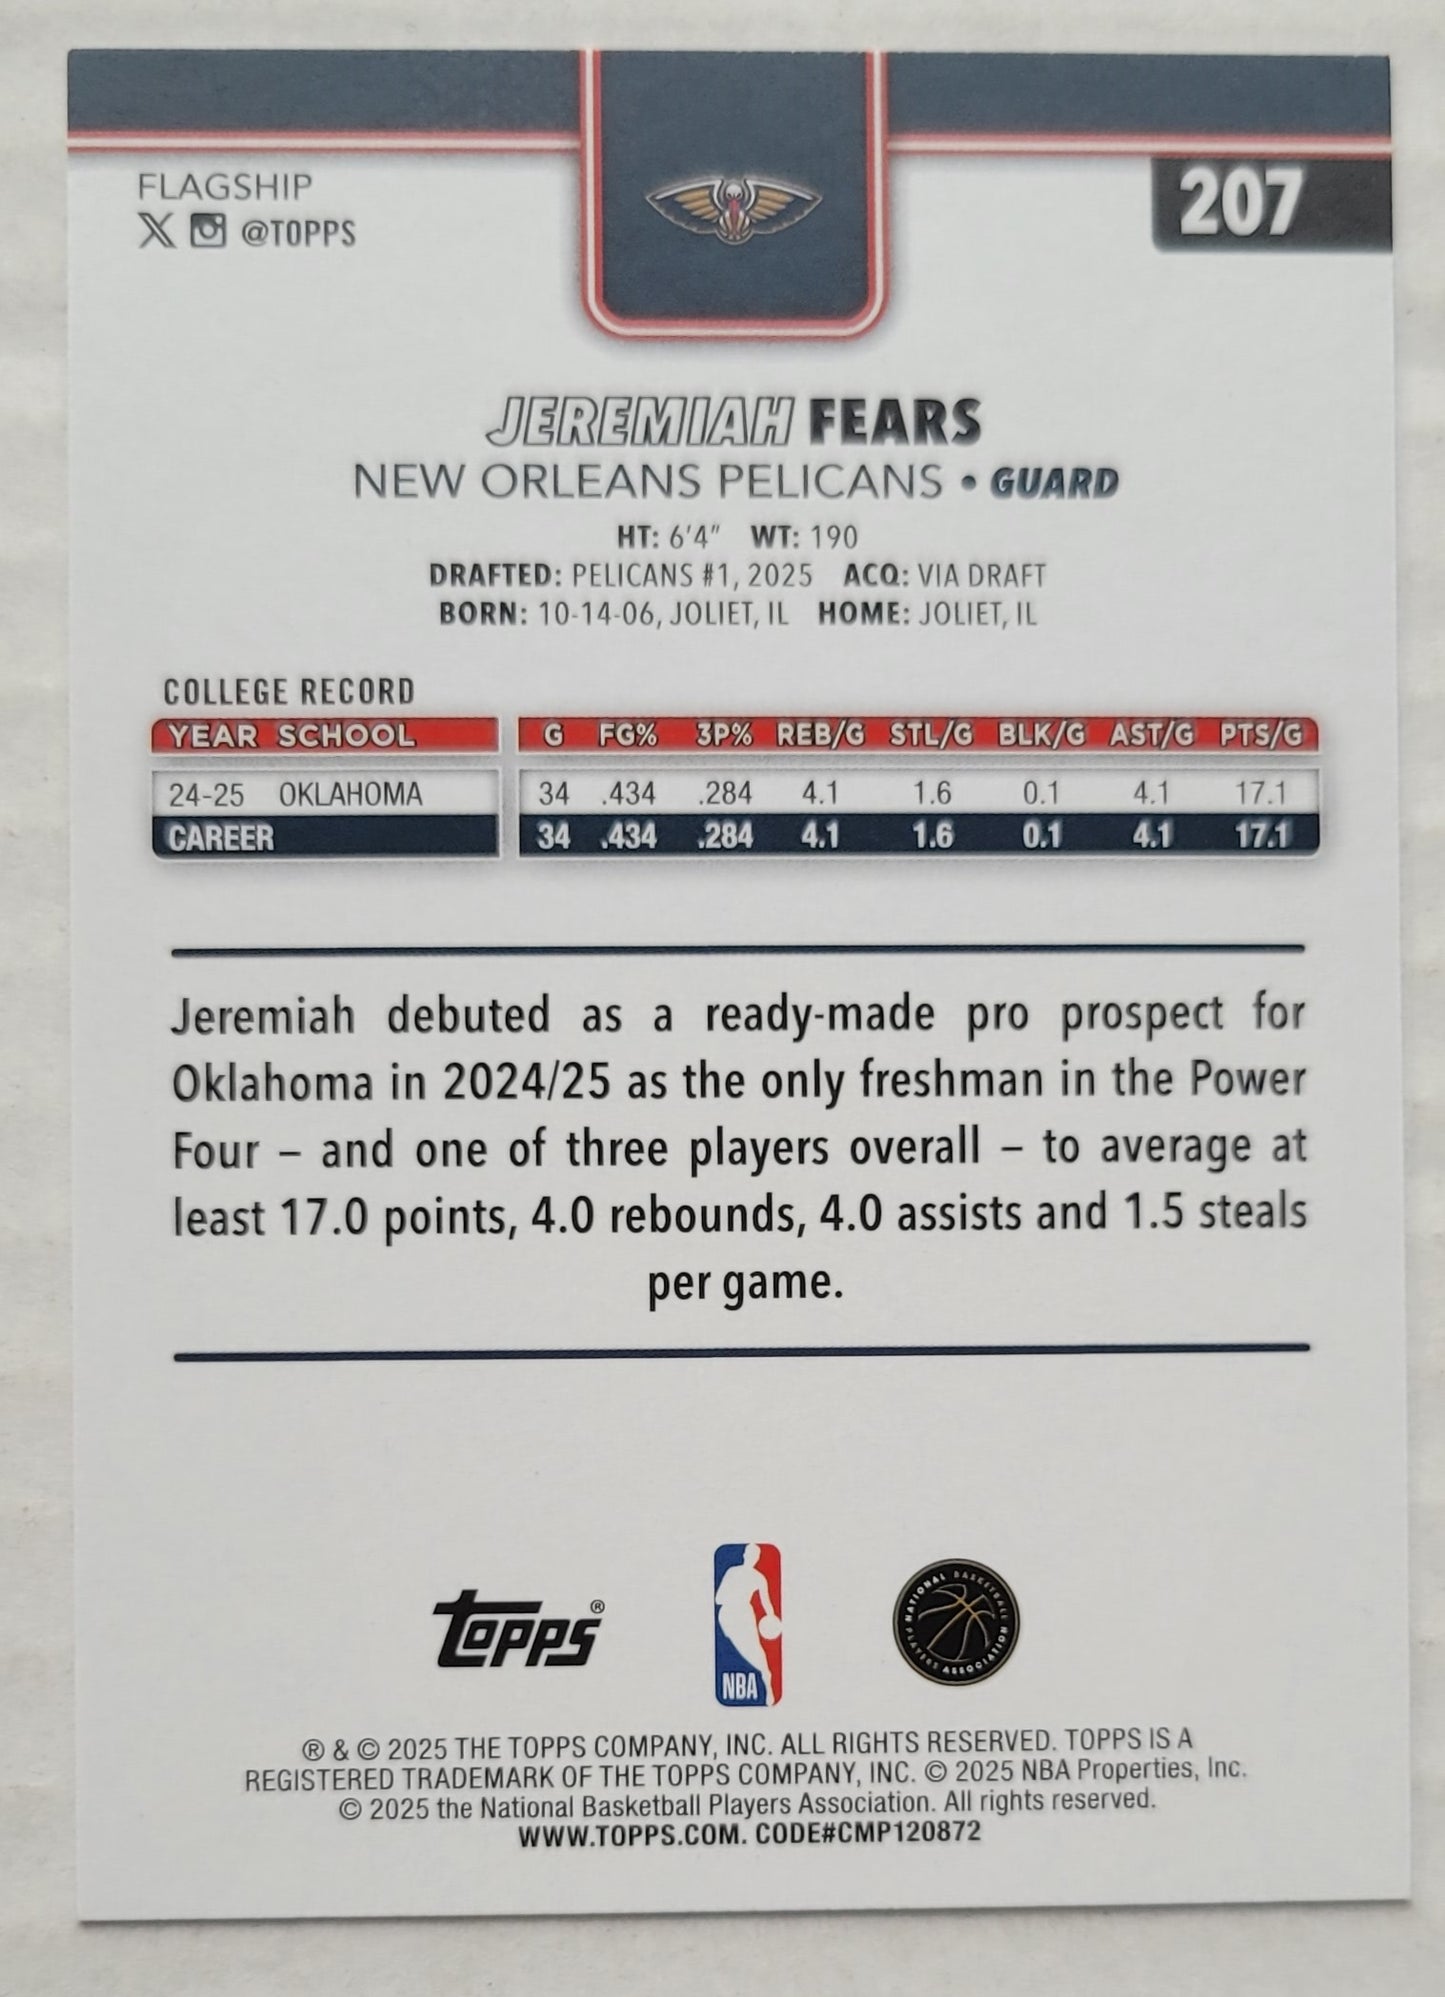 FLAGSHIP
207
X @TOPPS
JEREMIAH FEARS
NEW ORLEANS PELICANS • GUARD
HT: 6'4" WT: 190
DRAFTED: PELICANS #1, 2025 ACQ: VIA DRAFT
BORN: 10-14-06, JOLIET, IL HOME: JOLIET, IL
COLLEGE RECORD
YEAR SCHOOL G FG% 3P% REB/G STL/G BLK/G AST/G PTS/G
24-25 OKLAHOMA 34 .434 .284 4.1 1.6 0.1 4.1 17.1
CAREER 34 .434 .284 4.1 1.6 0.1 4.1 17.1
Jeremiah debuted as a ready-made pro prospect for
Oklahoma in 2024/25 as the only freshman in the Power
Four – and one of three players overall – to average at
least 17.0 points, 4.0 rebounds, 4.0 assists and 1.5 steals
per game.
TOPPS®
NBA
NATIONAL BASKETBALL PLAYERS ASSOCIATION
® & © 2025 THE TOPPS COMPANY, INC. ALL RIGHTS RESERVED. TOPPS IS A
REGISTERED TRADEMARK OF THE TOPPS COMPANY, INC. © 2025 NBA Properties, Inc.
© 2025 the National Basketball Players Association. All rights reserved.
WWW.TOPPS.COM. CODE#CMP120872